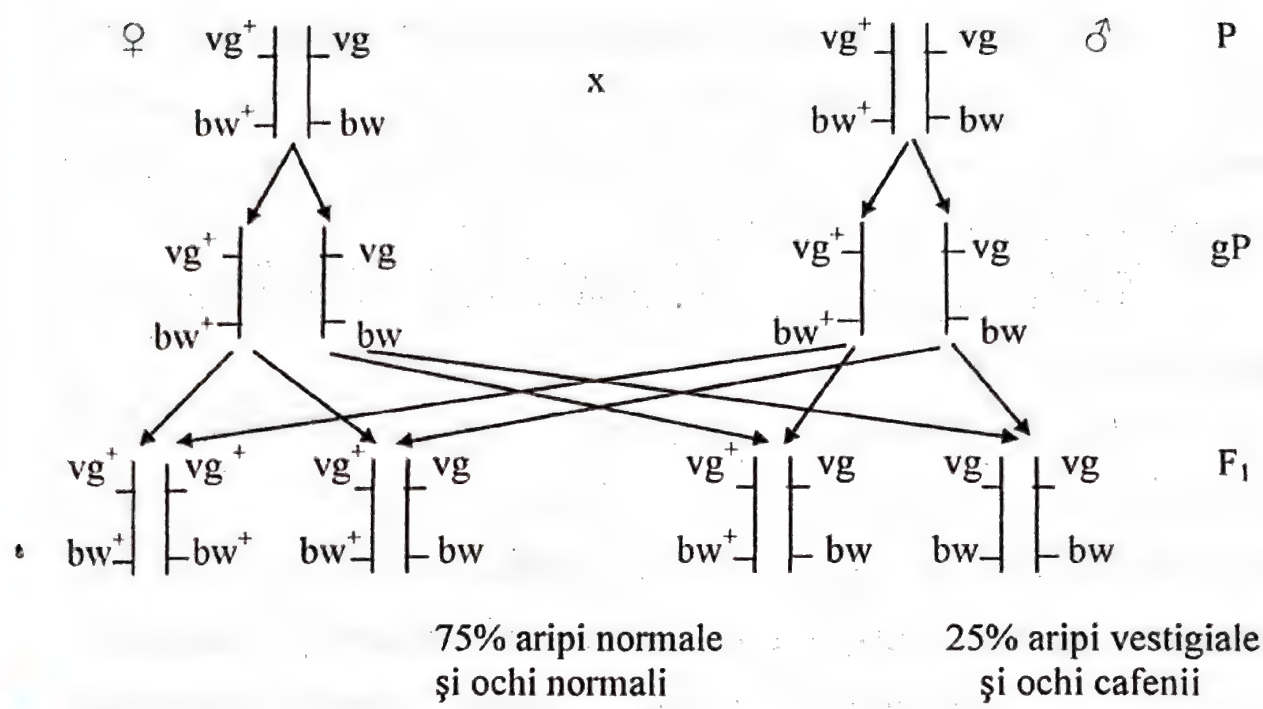 ♀ vg⁺ vg x vg⁺ vg ♂ P
bw⁺ bw bw⁺ bw
vg⁺ vg vg⁺ vg gP
bw⁺ bw bw⁺ bw
vg⁺ vg⁺ vg⁺ vg vg⁺ vg vg vg F₁
bw⁺ bw⁺ bw⁺ bw bw⁺ bw bw bw
75% aripi normale 25% aripi vestigiale
şi ochi normali şi ochi cafenii